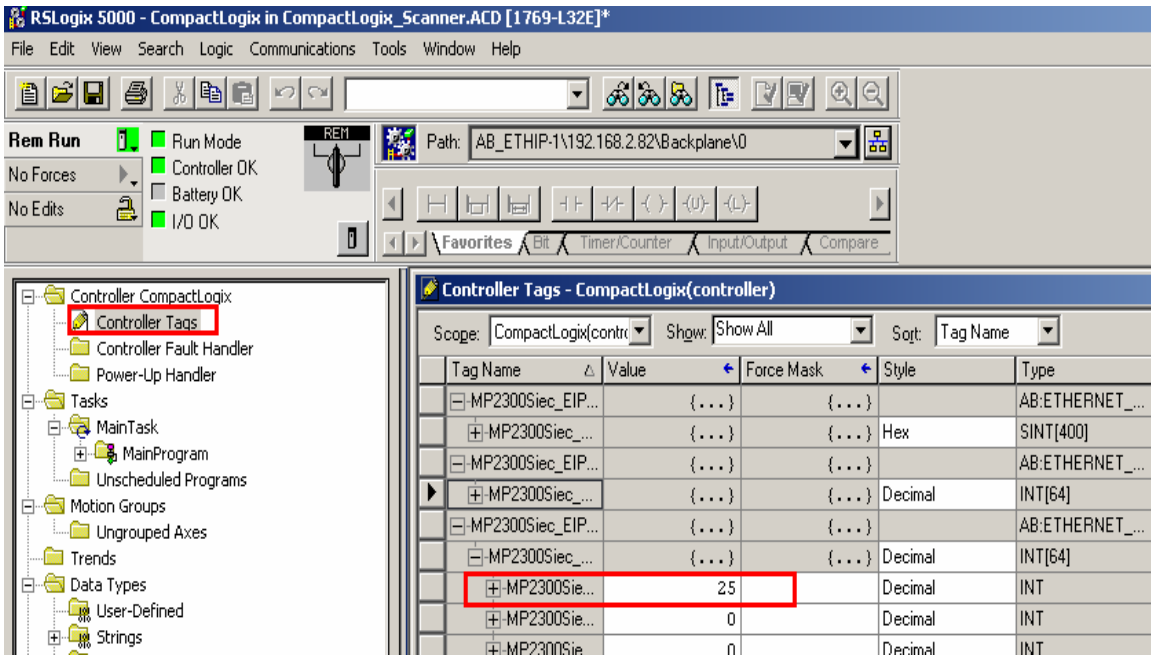 RSLogix 5000 - CompactLogix in CompactLogix_Scanner.ACD [1769-L32E]*
File Edit View Search Logic Communications Tools Window Help
Rem Run
Run Mode
REM
Path: AB_ETHIP-1\192.168.2.82\Backplane\0
No Forces
Controller OK
Battery OK
No Edits
I/O OK
Favorites Bit Timer/Counter Input/Output Compare
Controller CompactLogix
Controller Tags
Controller Fault Handler
Power-Up Handler
Tasks
MainTask
MainProgram
Unscheduled Programs
Motion Groups
Ungrouped Axes
Trends
Data Types
User-Defined
Strings
Controller Tags - CompactLogix(controller)
Scope: CompactLogix(contr Show: Show All Sort: Tag Name
Tag Name Value Force Mask Style Type
MP2300Siec_EIP... {...} {...} AB:ETHERNET_...
MP2300Siec_... {...} {...} Hex SINT[400]
MP2300Siec_EIP... {...} {...} AB:ETHERNET_...
MP2300Siec_... {...} {...} Decimal INT[64]
MP2300Siec_EIP... {...} {...} AB:ETHERNET_...
MP2300Siec_... {...} {...} Decimal INT[64]
MP2300Sie... 25 Decimal INT
MP2300Sie... 0 Decimal INT
MP2300Sie 0 Decimal INT